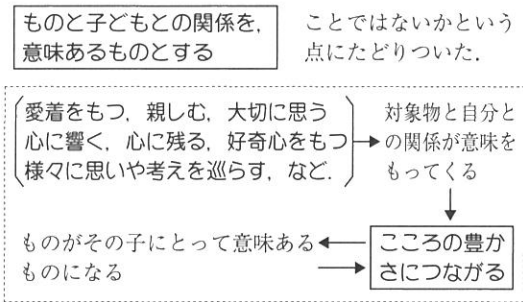 ものと子どもとの関係を，
意味あるものとする
ことではないかという
点にたどりついた．
愛着をもつ，親しむ，大切に思う
心に響く，心に残る，好奇心をもつ
様々に思いや考えを巡らす，など．
対象物と自分と
の関係が意味を
もってくる
こころの豊か
さにつながる
ものがその子にとって意味ある
ものになる